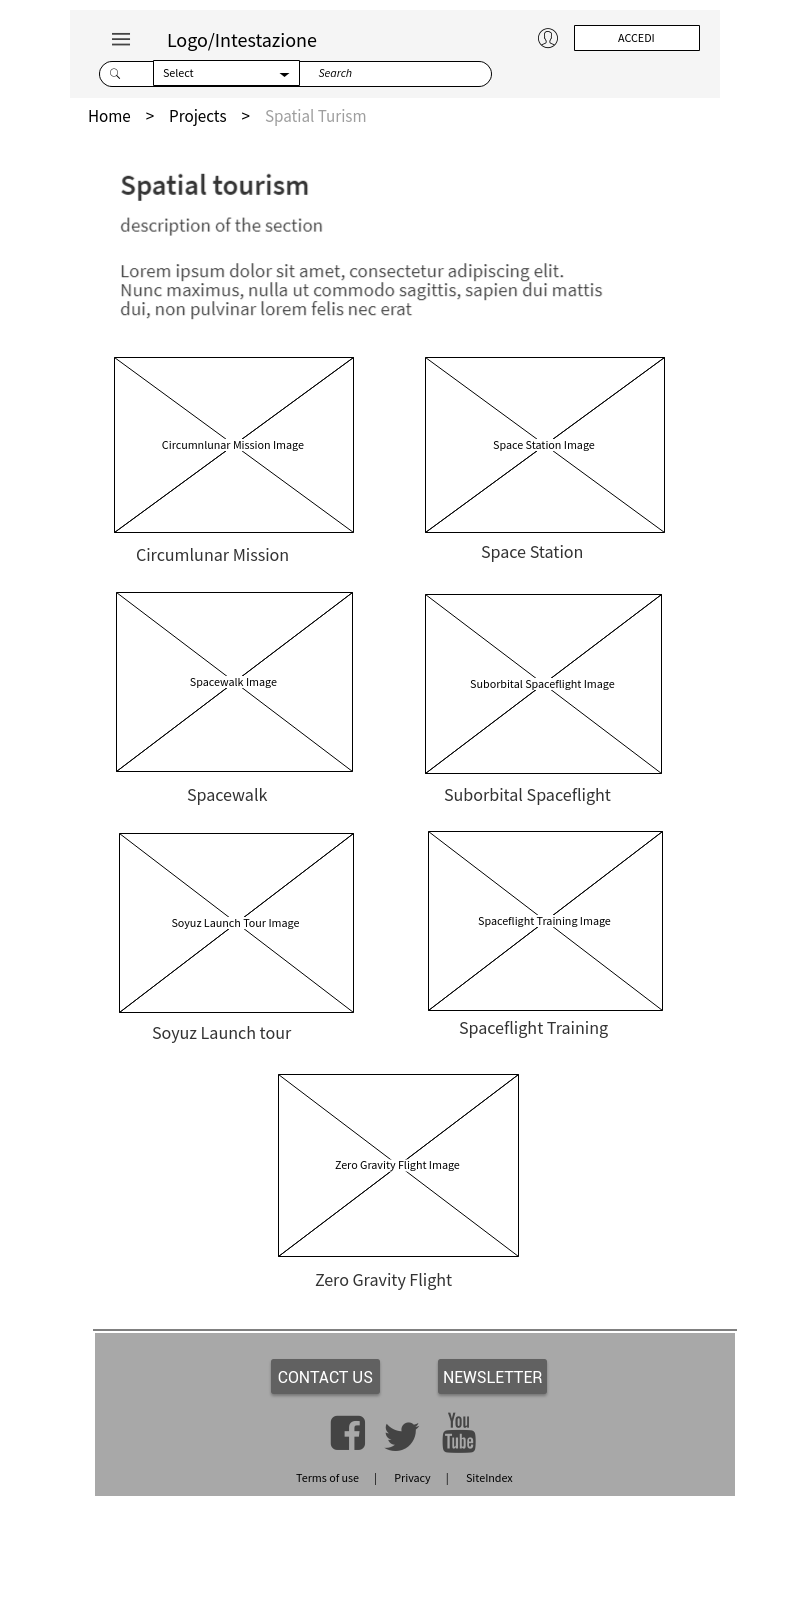 Logo/Intestazione
ACCEDI
Select
Search
Home > Projects > Spatial Turism
Spatial tourism
description of the section
Lorem ipsum dolor sit amet, consectetur adipiscing elit.
Nunc maximus, nulla ut commodo sagittis, sapien dui mattis
dui, non pulvinar lorem felis nec erat
Circumnlunar Mission Image
Space Station Image
Circumlunar Mission
Space Station
Spacewalk Image
Suborbital Spaceflight Image
Spacewalk
Suborbital Spaceflight
Soyuz Launch Tour Image
Spaceflight Training Image
Soyuz Launch tour
Spaceflight Training
Zero Gravity Flight Image
Zero Gravity Flight
CONTACT US
NEWSLETTER
You
Tube
Terms of use | Privacy | SiteIndex